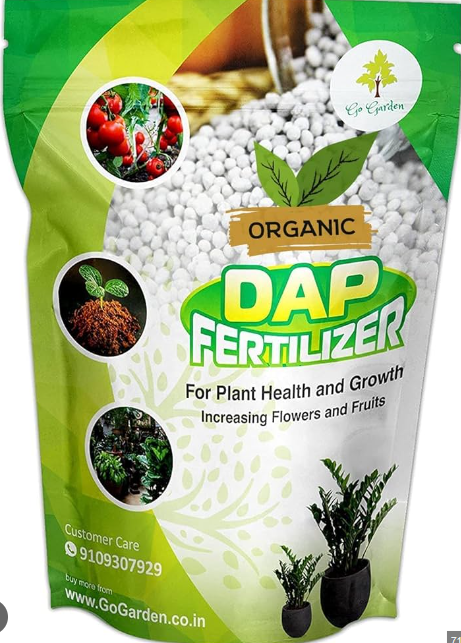 Go Garden
ORGANIC
DAP
FERTILIZER
For Plant Health and Growth
Increasing Flowers and Fruits
Customer Care
9109307929
buy more from
www.GoGarden.co.in